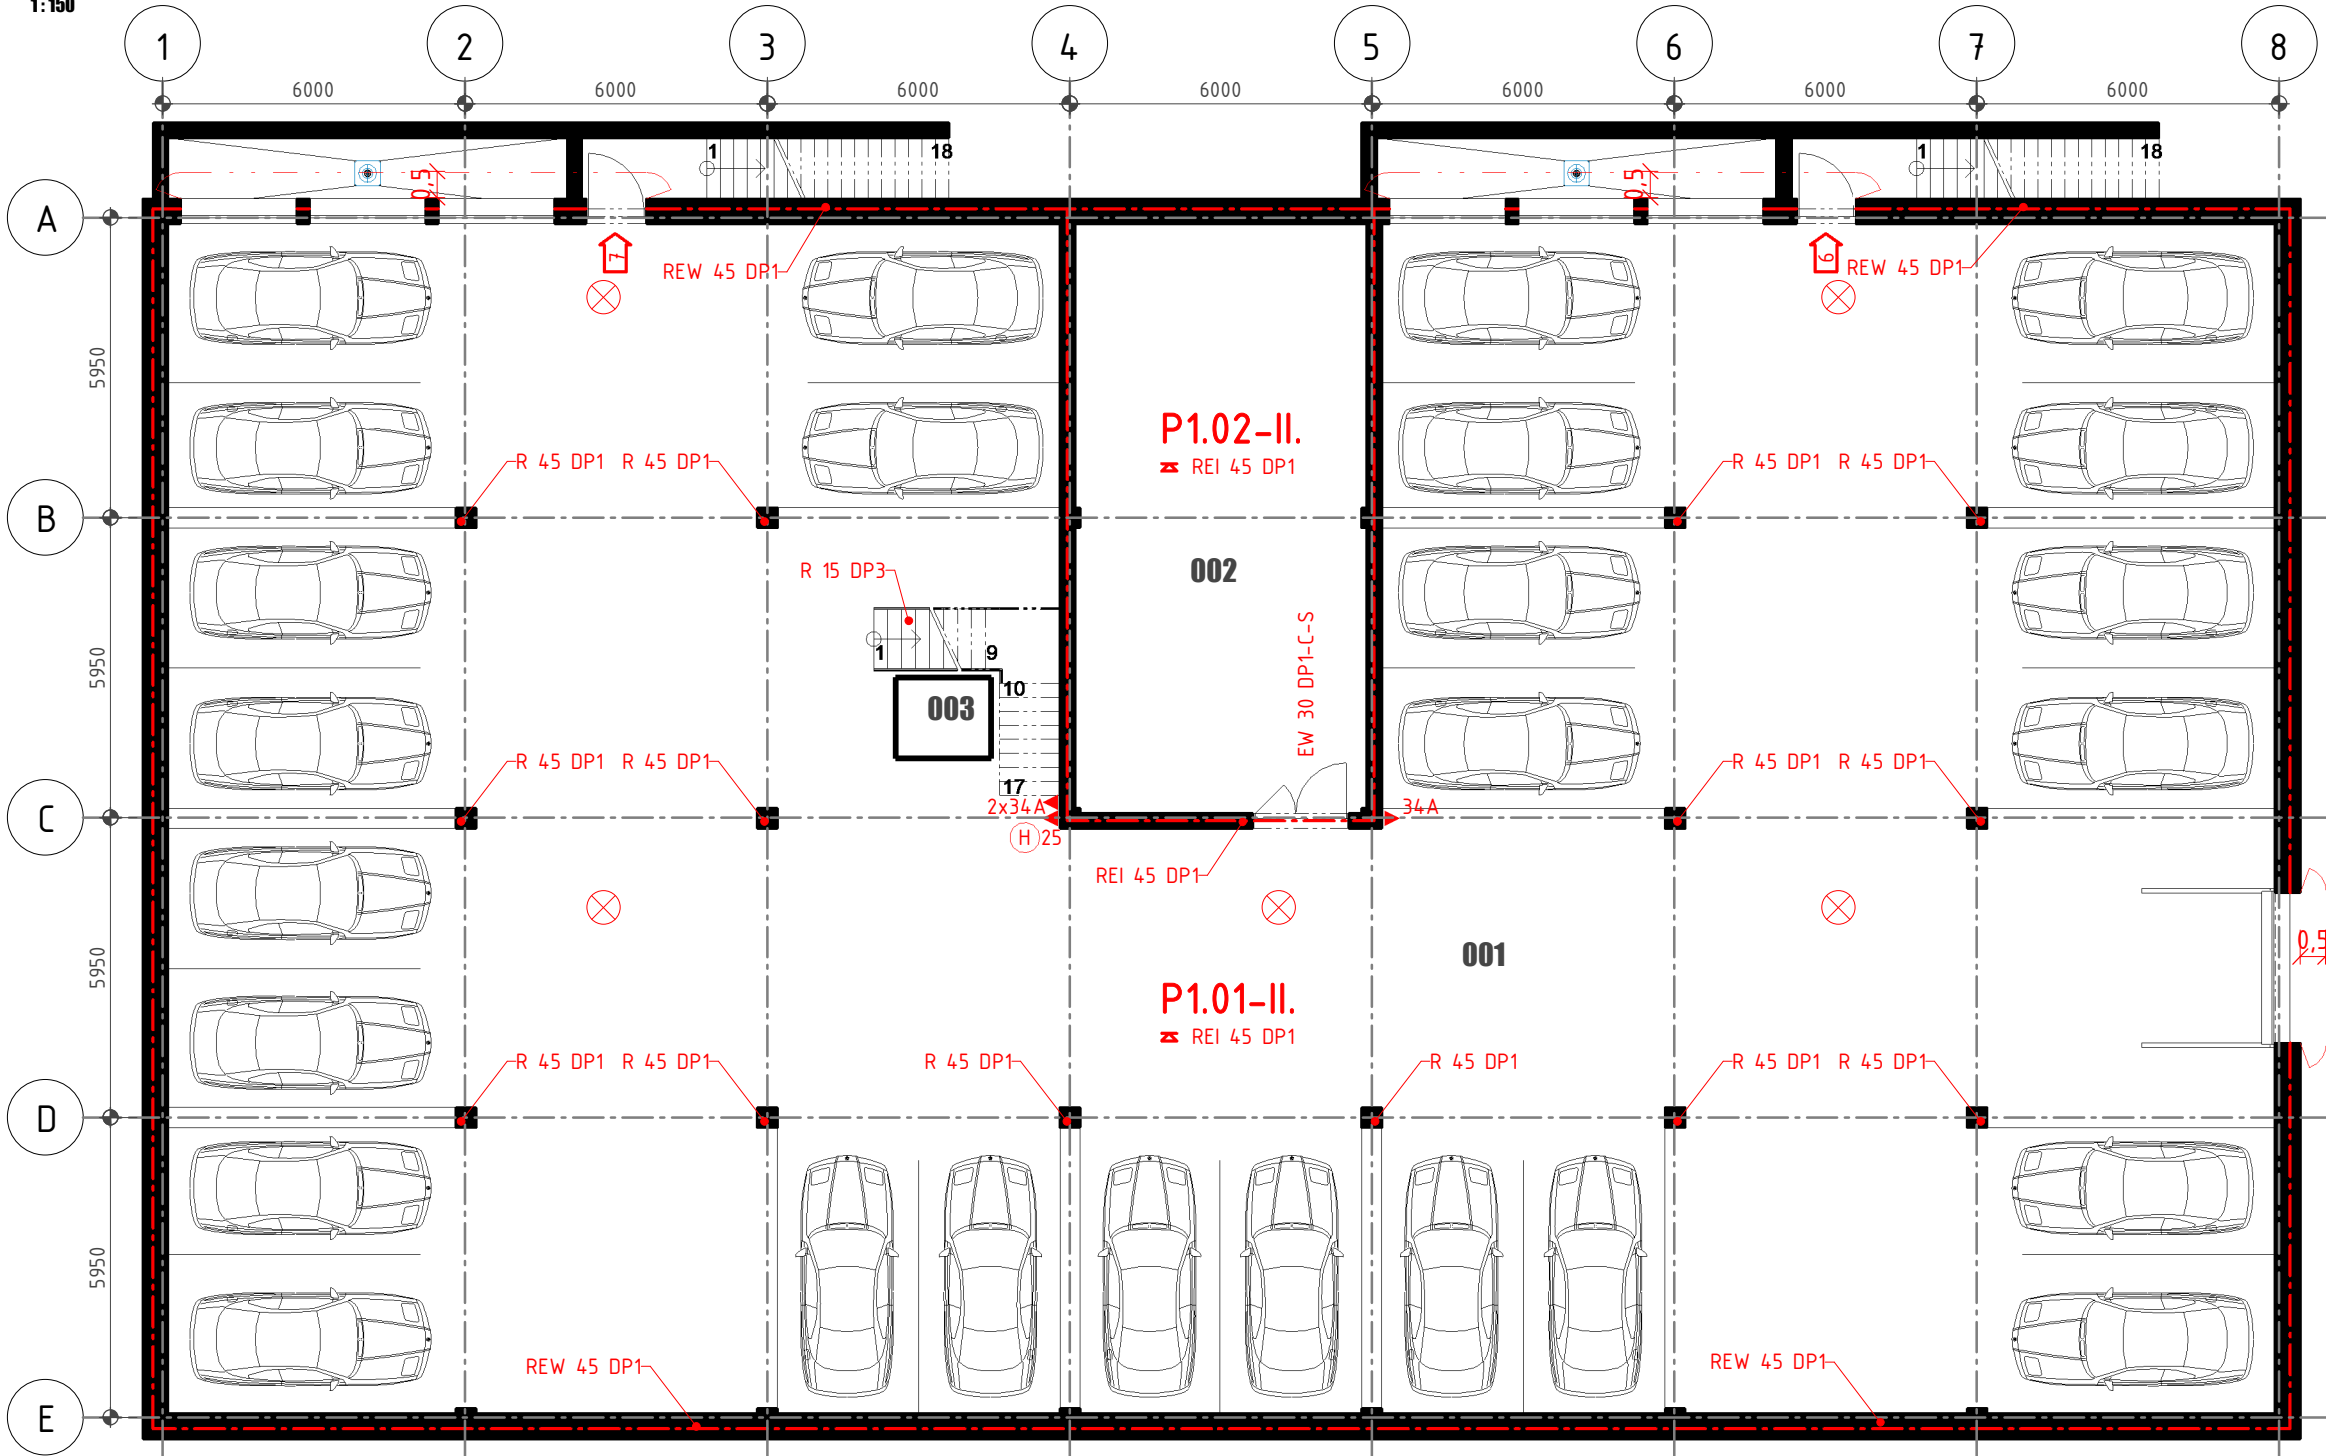 1:150
1 2 3 4 5 6 7 8
6000 6000 6000 6000 6000 6000 6000
1 18 1 18
0,5 0,5
A
7 6
REW 45 DP1 REW 45 DP1
5950
P1.02-II.
REI 45 DP1
R 45 DP1 R 45 DP1 R 45 DP1 R 45 DP1
B
R 15 DP3 002
EW 30 DP1-C-S
1 9
5950
10
003
R 45 DP1 R 45 DP1 R 45 DP1 R 45 DP1
17
2x34A 34A
C
H 25
REI 45 DP1
001 0,5
5950
P1.01-II.
REI 45 DP1
R 45 DP1 R 45 DP1 R 45 DP1 R 45 DP1 R 45 DP1 R 45 DP1
D
5950
REW 45 DP1 REW 45 DP1
E